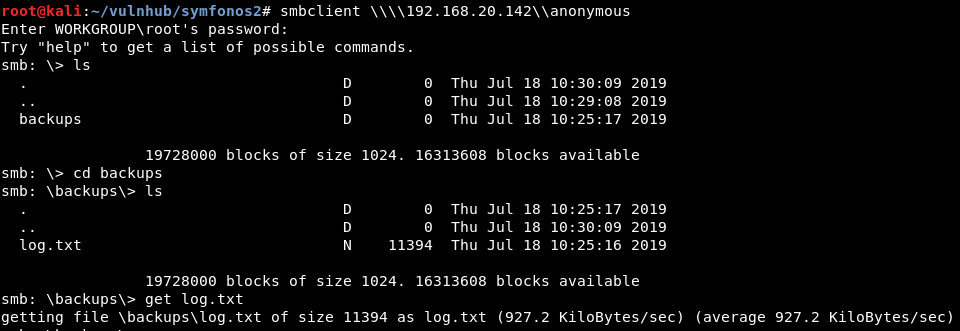 root@kali:~/vulnhub/symfonos2# smbclient \\\\192.168.20.142\\anonymous
Enter WORKGROUP\root's password:
Try "help" to get a list of possible commands.
smb: \> ls
  .                                   D        0  Thu Jul 18 10:30:09 2019
  ..                                  D        0  Thu Jul 18 10:29:08 2019
  backups                             D        0  Thu Jul 18 10:25:17 2019
                19728000 blocks of size 1024. 16313608 blocks available
smb: \> cd backups
smb: \backups\> ls
  .                                   D        0  Thu Jul 18 10:25:17 2019
  ..                                  D        0  Thu Jul 18 10:30:09 2019
  log.txt                             N    11394  Thu Jul 18 10:25:16 2019
                19728000 blocks of size 1024. 16313608 blocks available
smb: \backups\> get log.txt
getting file \backups\log.txt of size 11394 as log.txt (927.2 KiloBytes/sec) (average 927.2 KiloBytes/sec)